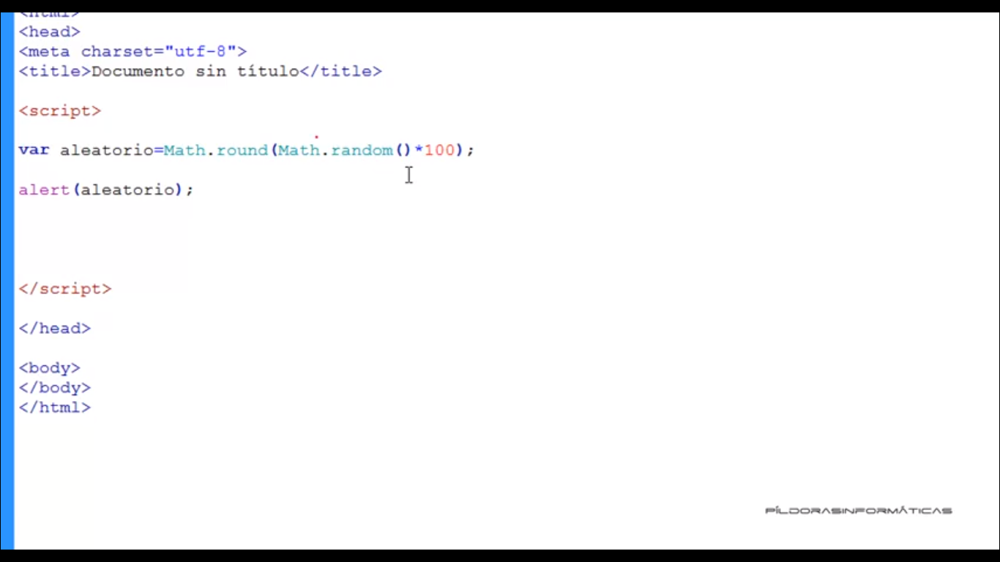 <html>
<head>
<meta charset="utf-8">
<title>Documento sin título</title>
<script>
var aleatorio=Math.round(Math.random()*100);
alert(aleatorio);
</script>
</head>
<body>
</body>
</html>
PÍLDORASINFORMÁTICAS